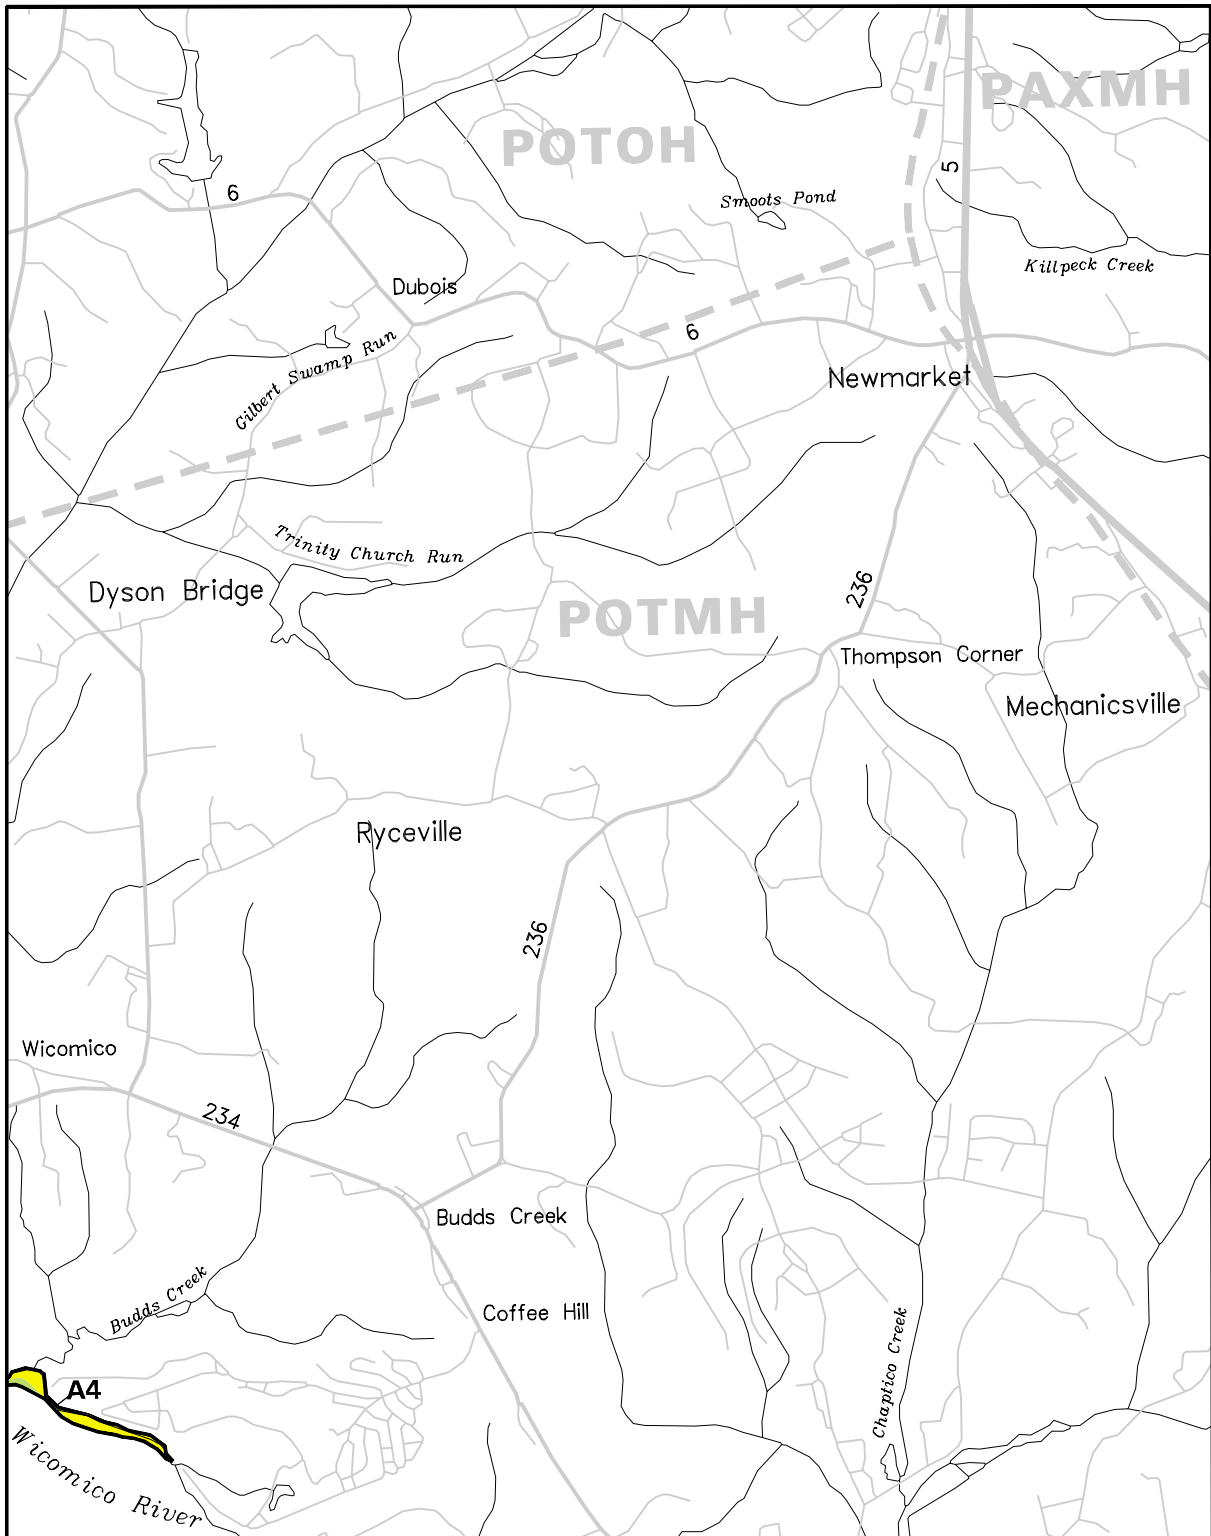 PAXMH
POTOH
5
6
Smoots Pond
Killpeck Creek
Dubois
6
Gilbert Swamp Run
Newmarket
Trinity Church Run
Dyson Bridge
236
POTMH
Thompson Corner
Mechanicsville
Ryceville
236
Wicomico
234
Budds Creek
Budds Creek
Coffee Hill
Chaptico Creek
A4
Wicomico River